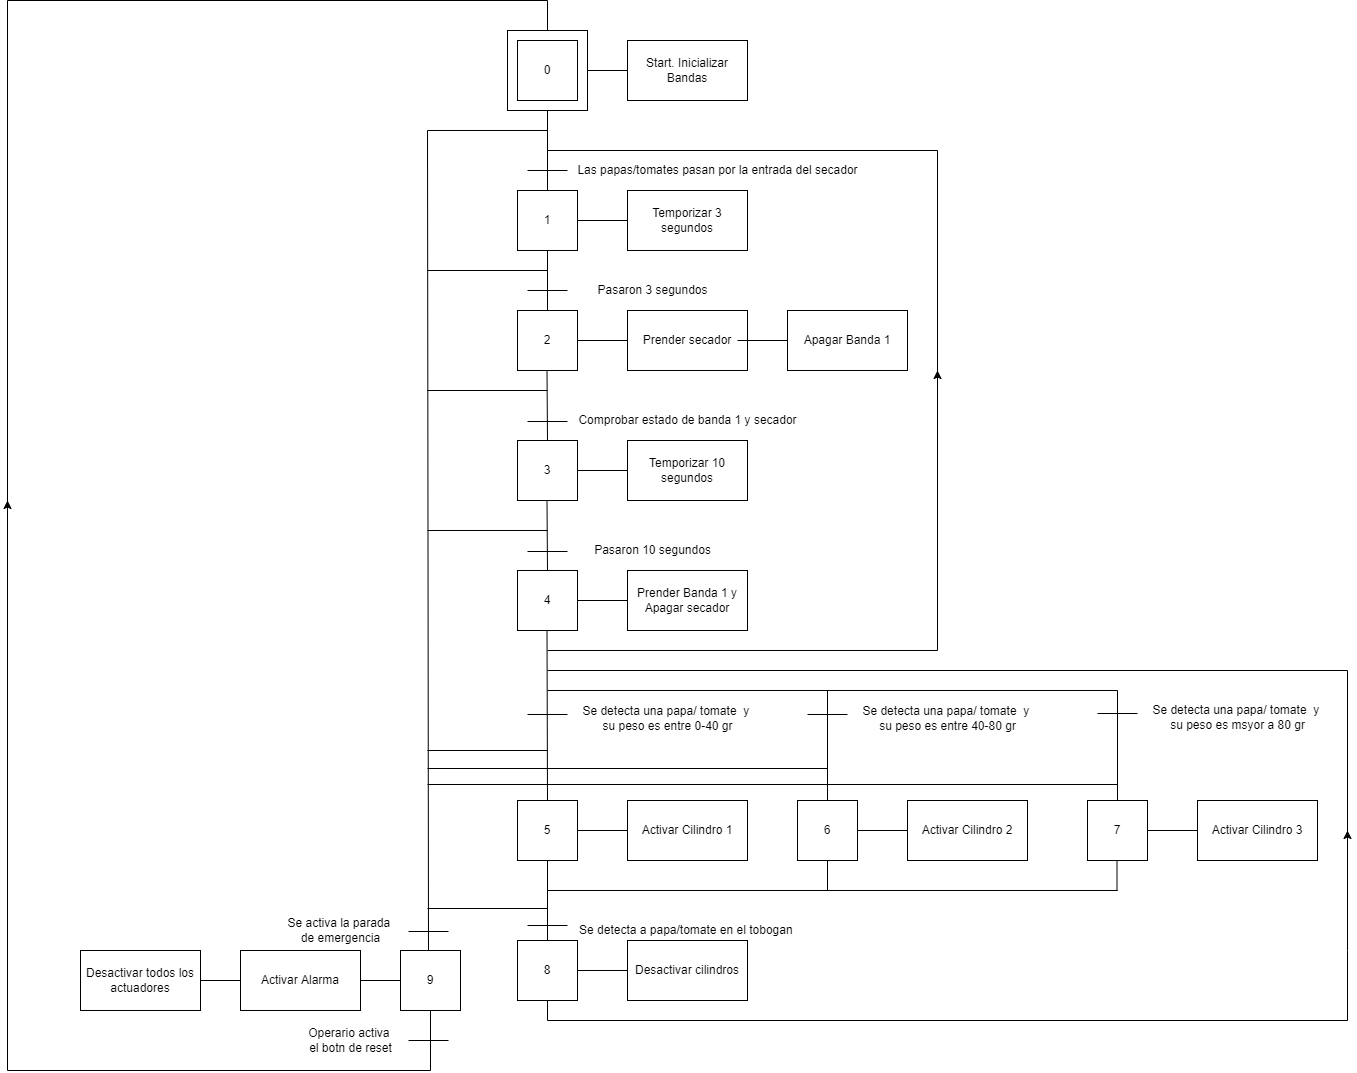 0
Start. Inicializar
Bandas
Las papas/tomates pasan por la entrada del secador
1
Temporizar 3
segundos
Pasaron 3 segundos
2
Prender secador
Apagar Banda 1
Comprobar estado de banda 1 y secador
3
Temporizar 10
segundos
Pasaron 10 segundos
4
Prender Banda 1 y
Apagar secador
Se detecta una papa/ tomate y
su peso es entre 0-40 gr
Se detecta una papa/ tomate y
su peso es entre 40-80 gr
Se detecta una papa/ tomate y
su peso es msyor a 80 gr
5
Activar Cilindro 1
6
Activar Cilindro 2
7
Activar Cilindro 3
Se activa la parada
de emergencia
Se detecta a papa/tomate en el tobogan
Desactivar todos los
actuadores
Activar Alarma
9
8
Desactivar cilindros
Operario activa
el botn de reset